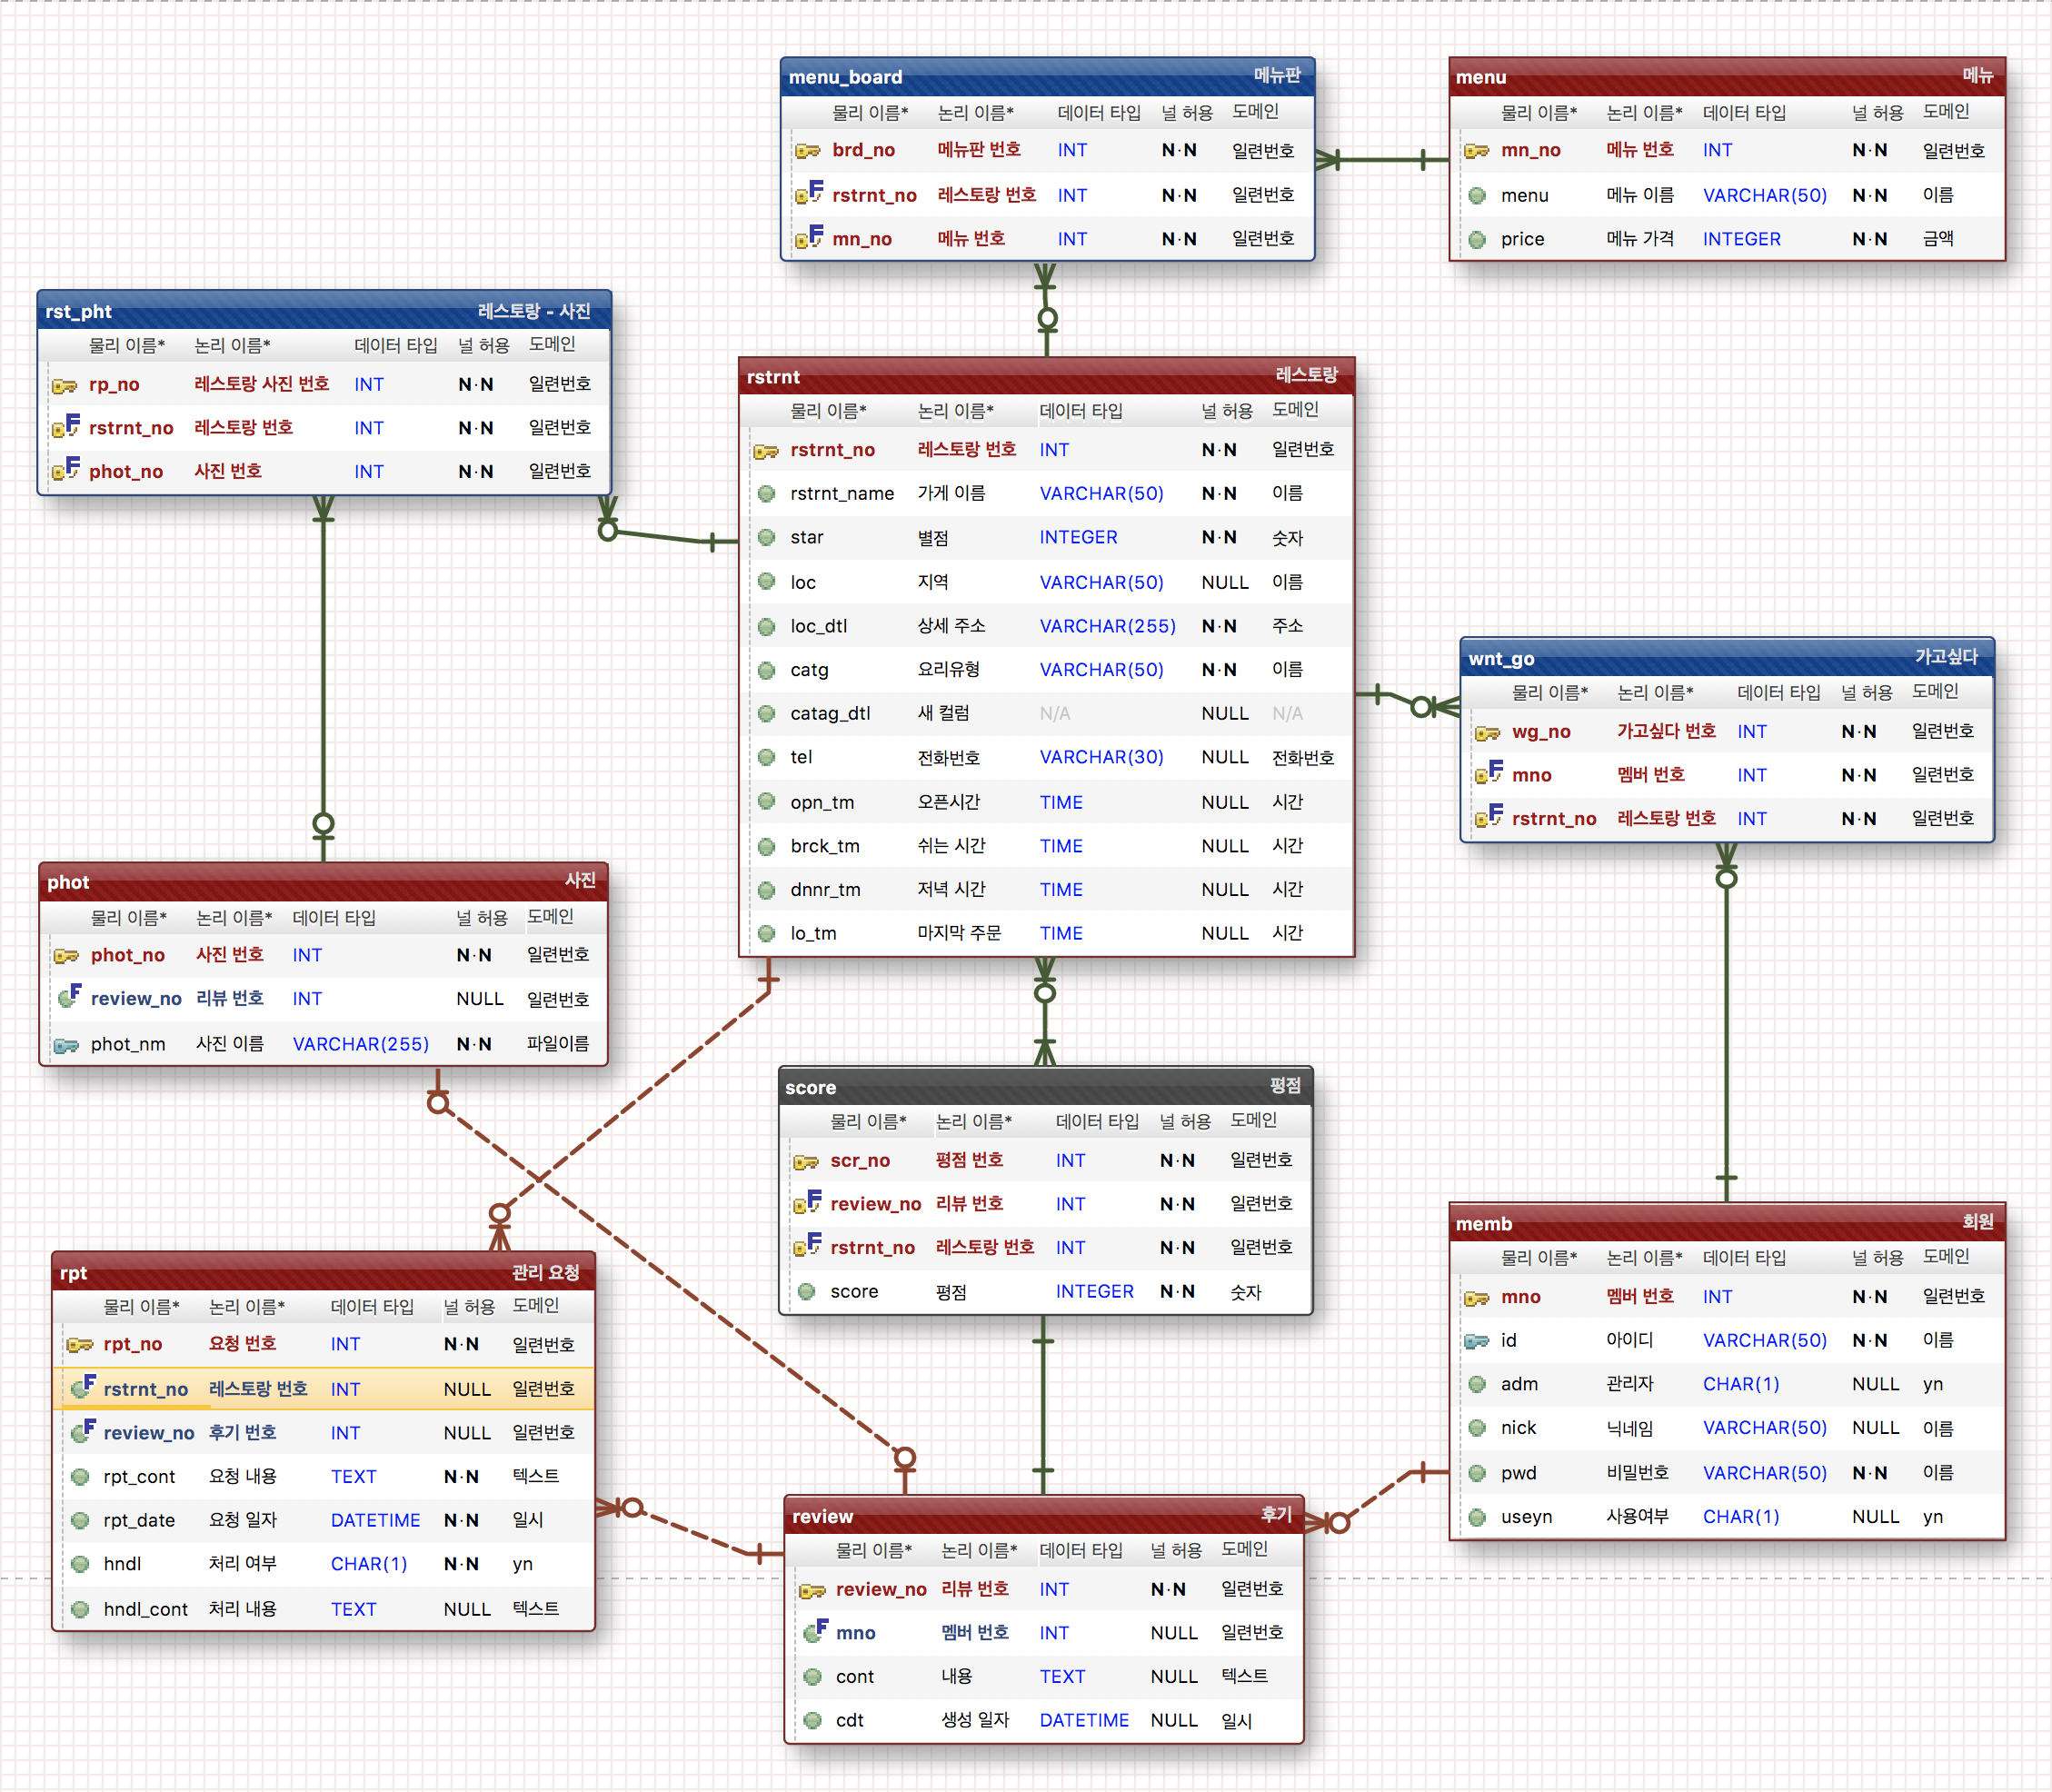 menu_board 메뉴판
물리 이름* 논리 이름* 데이터 타입 널 허용 도메인
brd_no 메뉴판 번호 INT N·N 일련번호
F rstrnt_no 레스토랑 번호 INT N·N 일련번호
F mn_no 메뉴 번호 INT N·N 일련번호
menu 메뉴
물리 이름* 논리 이름* 데이터 타입 널 허용 도메인
mn_no 메뉴 번호 INT N·N 일련번호
menu 메뉴 이름 VARCHAR(50) N·N 이름
price 메뉴 가격 INTEGER N·N 금액
rst_pht 레스토랑 - 사진
물리 이름* 논리 이름* 데이터 타입 널 허용 도메인
rp_no 레스토랑 사진 번호 INT N·N 일련번호
F rstrnt_no 레스토랑 번호 INT N·N 일련번호
F phot_no 사진 번호 INT N·N 일련번호
rstrnt 레스토랑
물리 이름* 논리 이름* 데이터 타입 널 허용 도메인
rstrnt_no 레스토랑 번호 INT N·N 일련번호
rstrnt_name 가게 이름 VARCHAR(50) N·N 이름
star 별점 INTEGER N·N 숫자
loc 지역 VARCHAR(50) NULL 이름
loc_dtl 상세 주소 VARCHAR(255) N·N 주소
catg 요리유형 VARCHAR(50) N·N 이름
catag_dtl 새 컬럼 N/A NULL N/A
tel 전화번호 VARCHAR(30) NULL 전화번호
opn_tm 오픈시간 TIME NULL 시간
brck_tm 쉬는 시간 TIME NULL 시간
dnnr_tm 저녁 시간 TIME NULL 시간
lo_tm 마지막 주문 TIME NULL 시간
wnt_go 가고싶다
물리 이름* 논리 이름* 데이터 타입 널 허용 도메인
wg_no 가고싶다 번호 INT N·N 일련번호
F mno 멤버 번호 INT N·N 일련번호
F rstrnt_no 레스토랑 번호 INT N·N 일련번호
phot 사진
물리 이름* 논리 이름* 데이터 타입 널 허용 도메인
phot_no 사진 번호 INT N·N 일련번호
F review_no 리뷰 번호 INT NULL 일련번호
phot_nm 사진 이름 VARCHAR(255) N·N 파일이름
score 평점
물리 이름* 논리 이름* 데이터 타입 널 허용 도메인
scr_no 평점 번호 INT N·N 일련번호
F review_no 리뷰 번호 INT N·N 일련번호
F rstrnt_no 레스토랑 번호 INT N·N 일련번호
score 평점 INTEGER N·N 숫자
memb 회원
물리 이름* 논리 이름* 데이터 타입 널 허용 도메인
mno 멤버 번호 INT N·N 일련번호
id 아이디 VARCHAR(50) N·N 이름
adm 관리자 CHAR(1) NULL yn
nick 닉네임 VARCHAR(50) NULL 이름
pwd 비밀번호 VARCHAR(50) N·N 이름
useyn 사용여부 CHAR(1) NULL yn
rpt 관리 요청
물리 이름* 논리 이름* 데이터 타입 널 허용 도메인
rpt_no 요청 번호 INT N·N 일련번호
F rstrnt_no 레스토랑 번호 INT NULL 일련번호
F review_no 후기 번호 INT NULL 일련번호
rpt_cont 요청 내용 TEXT N·N 텍스트
rpt_date 요청 일자 DATETIME N·N 일시
hndl 처리 여부 CHAR(1) N·N yn
hndl_cont 처리 내용 TEXT NULL 텍스트
review 후기
물리 이름* 논리 이름* 데이터 타입 널 허용 도메인
review_no 리뷰 번호 INT N·N 일련번호
F mno 멤버 번호 INT NULL 일련번호
cont 내용 TEXT NULL 텍스트
cdt 생성 일자 DATETIME NULL 일시